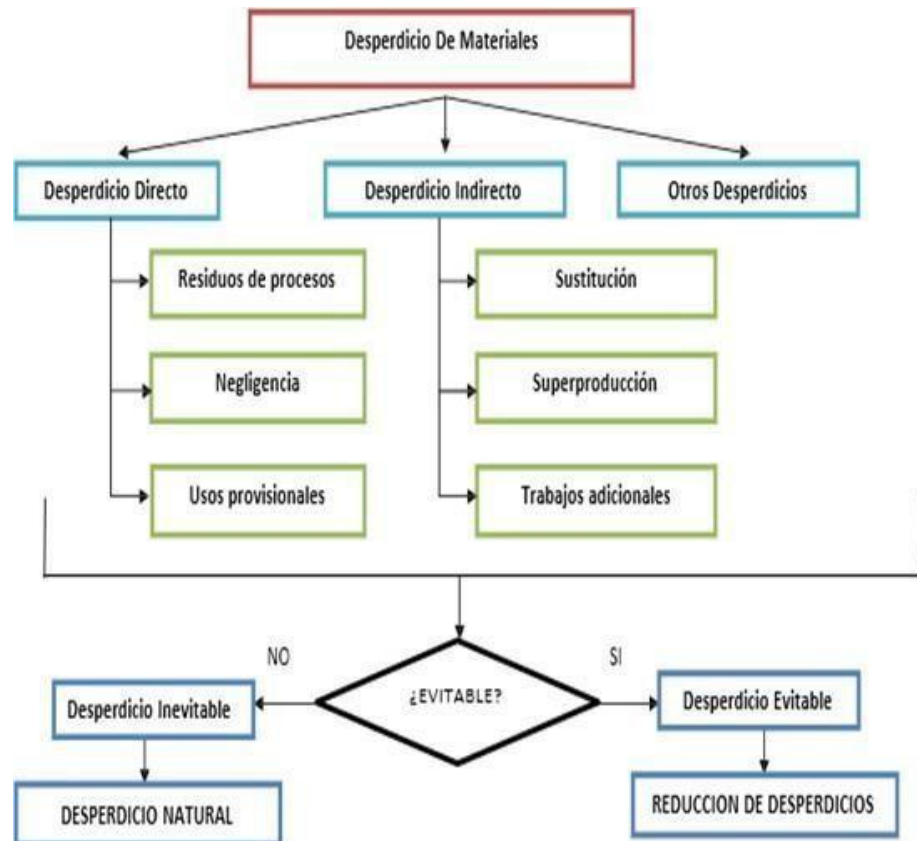 Desperdicio De Materiales
Desperdicio Directo
Desperdicio Indirecto
Otros Desperdicios
Residuos de procesos
Sustitución
Negligencia
Superproducción
Usos provisionales
Trabajos adicionales
NO
SI
¿EVITABLE?
Desperdicio Inevitable
Desperdicio Evitable
DESPERDICIO NATURAL
REDUCCION DE DESPERDICIOS